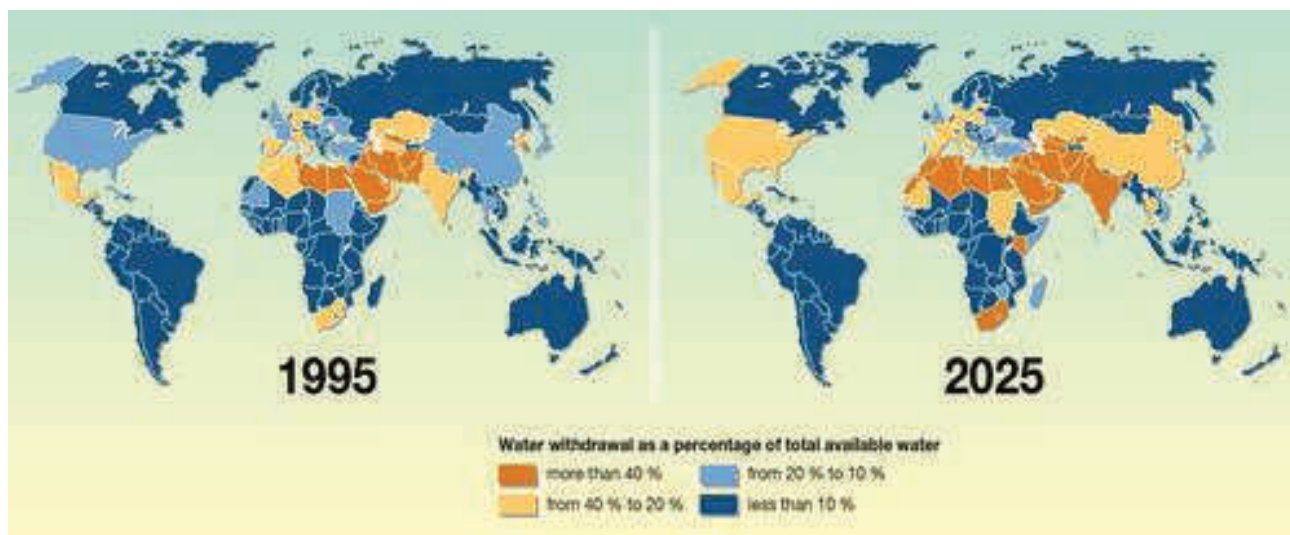 1995
2025
Water withdrawal as a percentage of total available water
more than 40 %
from 20 % to 10 %
from 40 % to 20 %
less than 10 %